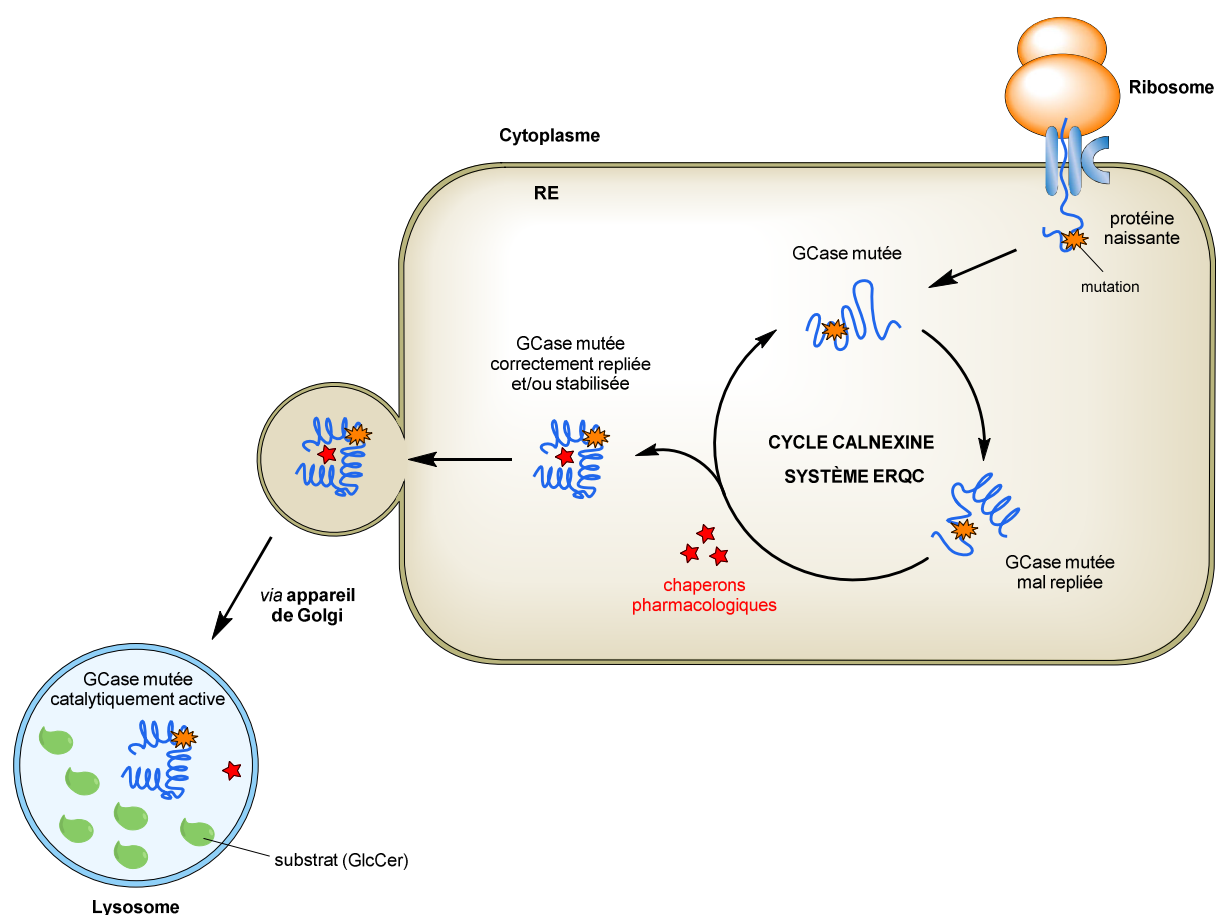 Ribosome
Cytoplasme
RE
protéine
naissante
mutation
GCase mutée
GCase mutée
correctement repliée
et/ou stabilisée
CYCLE CALNEXINE
SYSTÈME ERQC
GCase mutée
mal repliée
chaperons
pharmacologiques
via appareil
de Golgi
GCase mutée
catalytiquement active
substrat (GlcCer)
Lysosome